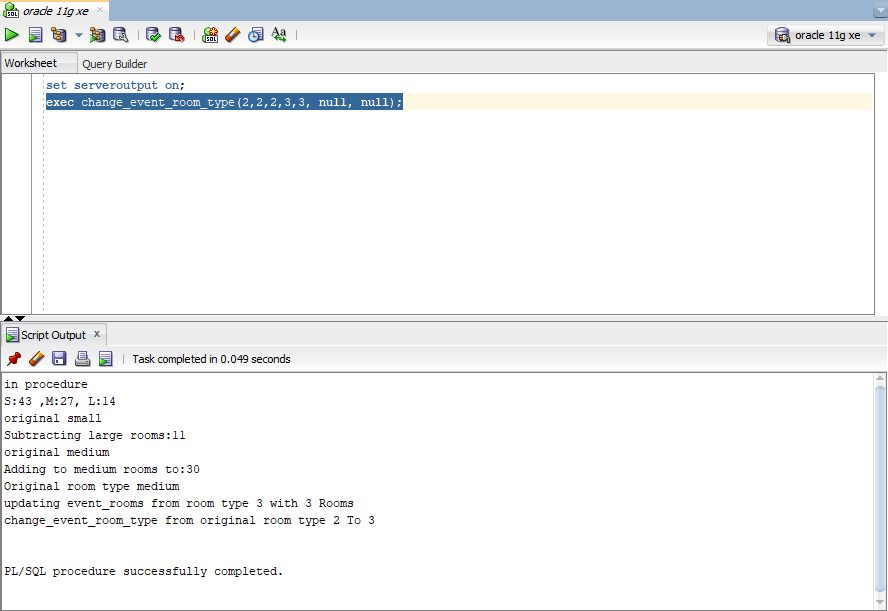 oracle 11g xe
oracle 11g xe
Worksheet Query Builder
set serveroutput on;
exec change_event_room_type(2,2,2,3,3, null, null);
Script Output x
Task completed in 0.049 seconds
in procedure
S:43 ,M:27, L:14
original small
Subtracting large rooms:11
original medium
Adding to medium rooms to:30
Original room type medium
updating event_rooms from room type 3 with 3 Rooms
change_event_room_type from original room type 2 To 3
PL/SQL procedure successfully completed.